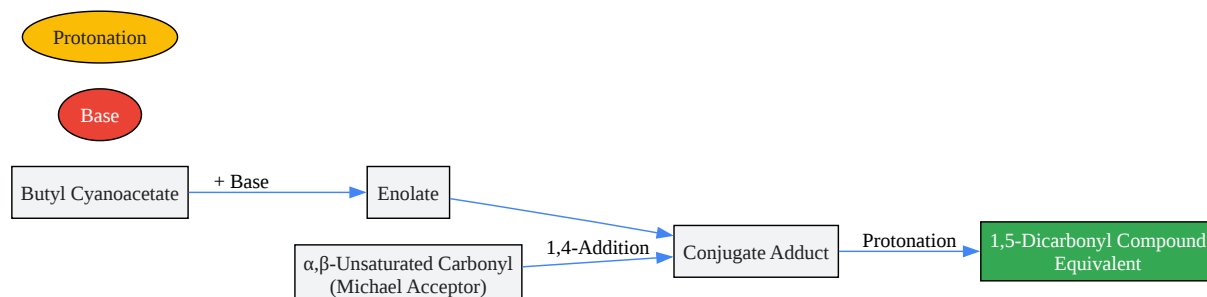 Protonation
Base
Butyl Cyanoacetate
+ Base
Enolate
α,β-Unsaturated Carbonyl
(Michael Acceptor)
1,4-Addition
Conjugate Adduct
Protonation
1,5-Dicarbonyl Compound
Equivalent